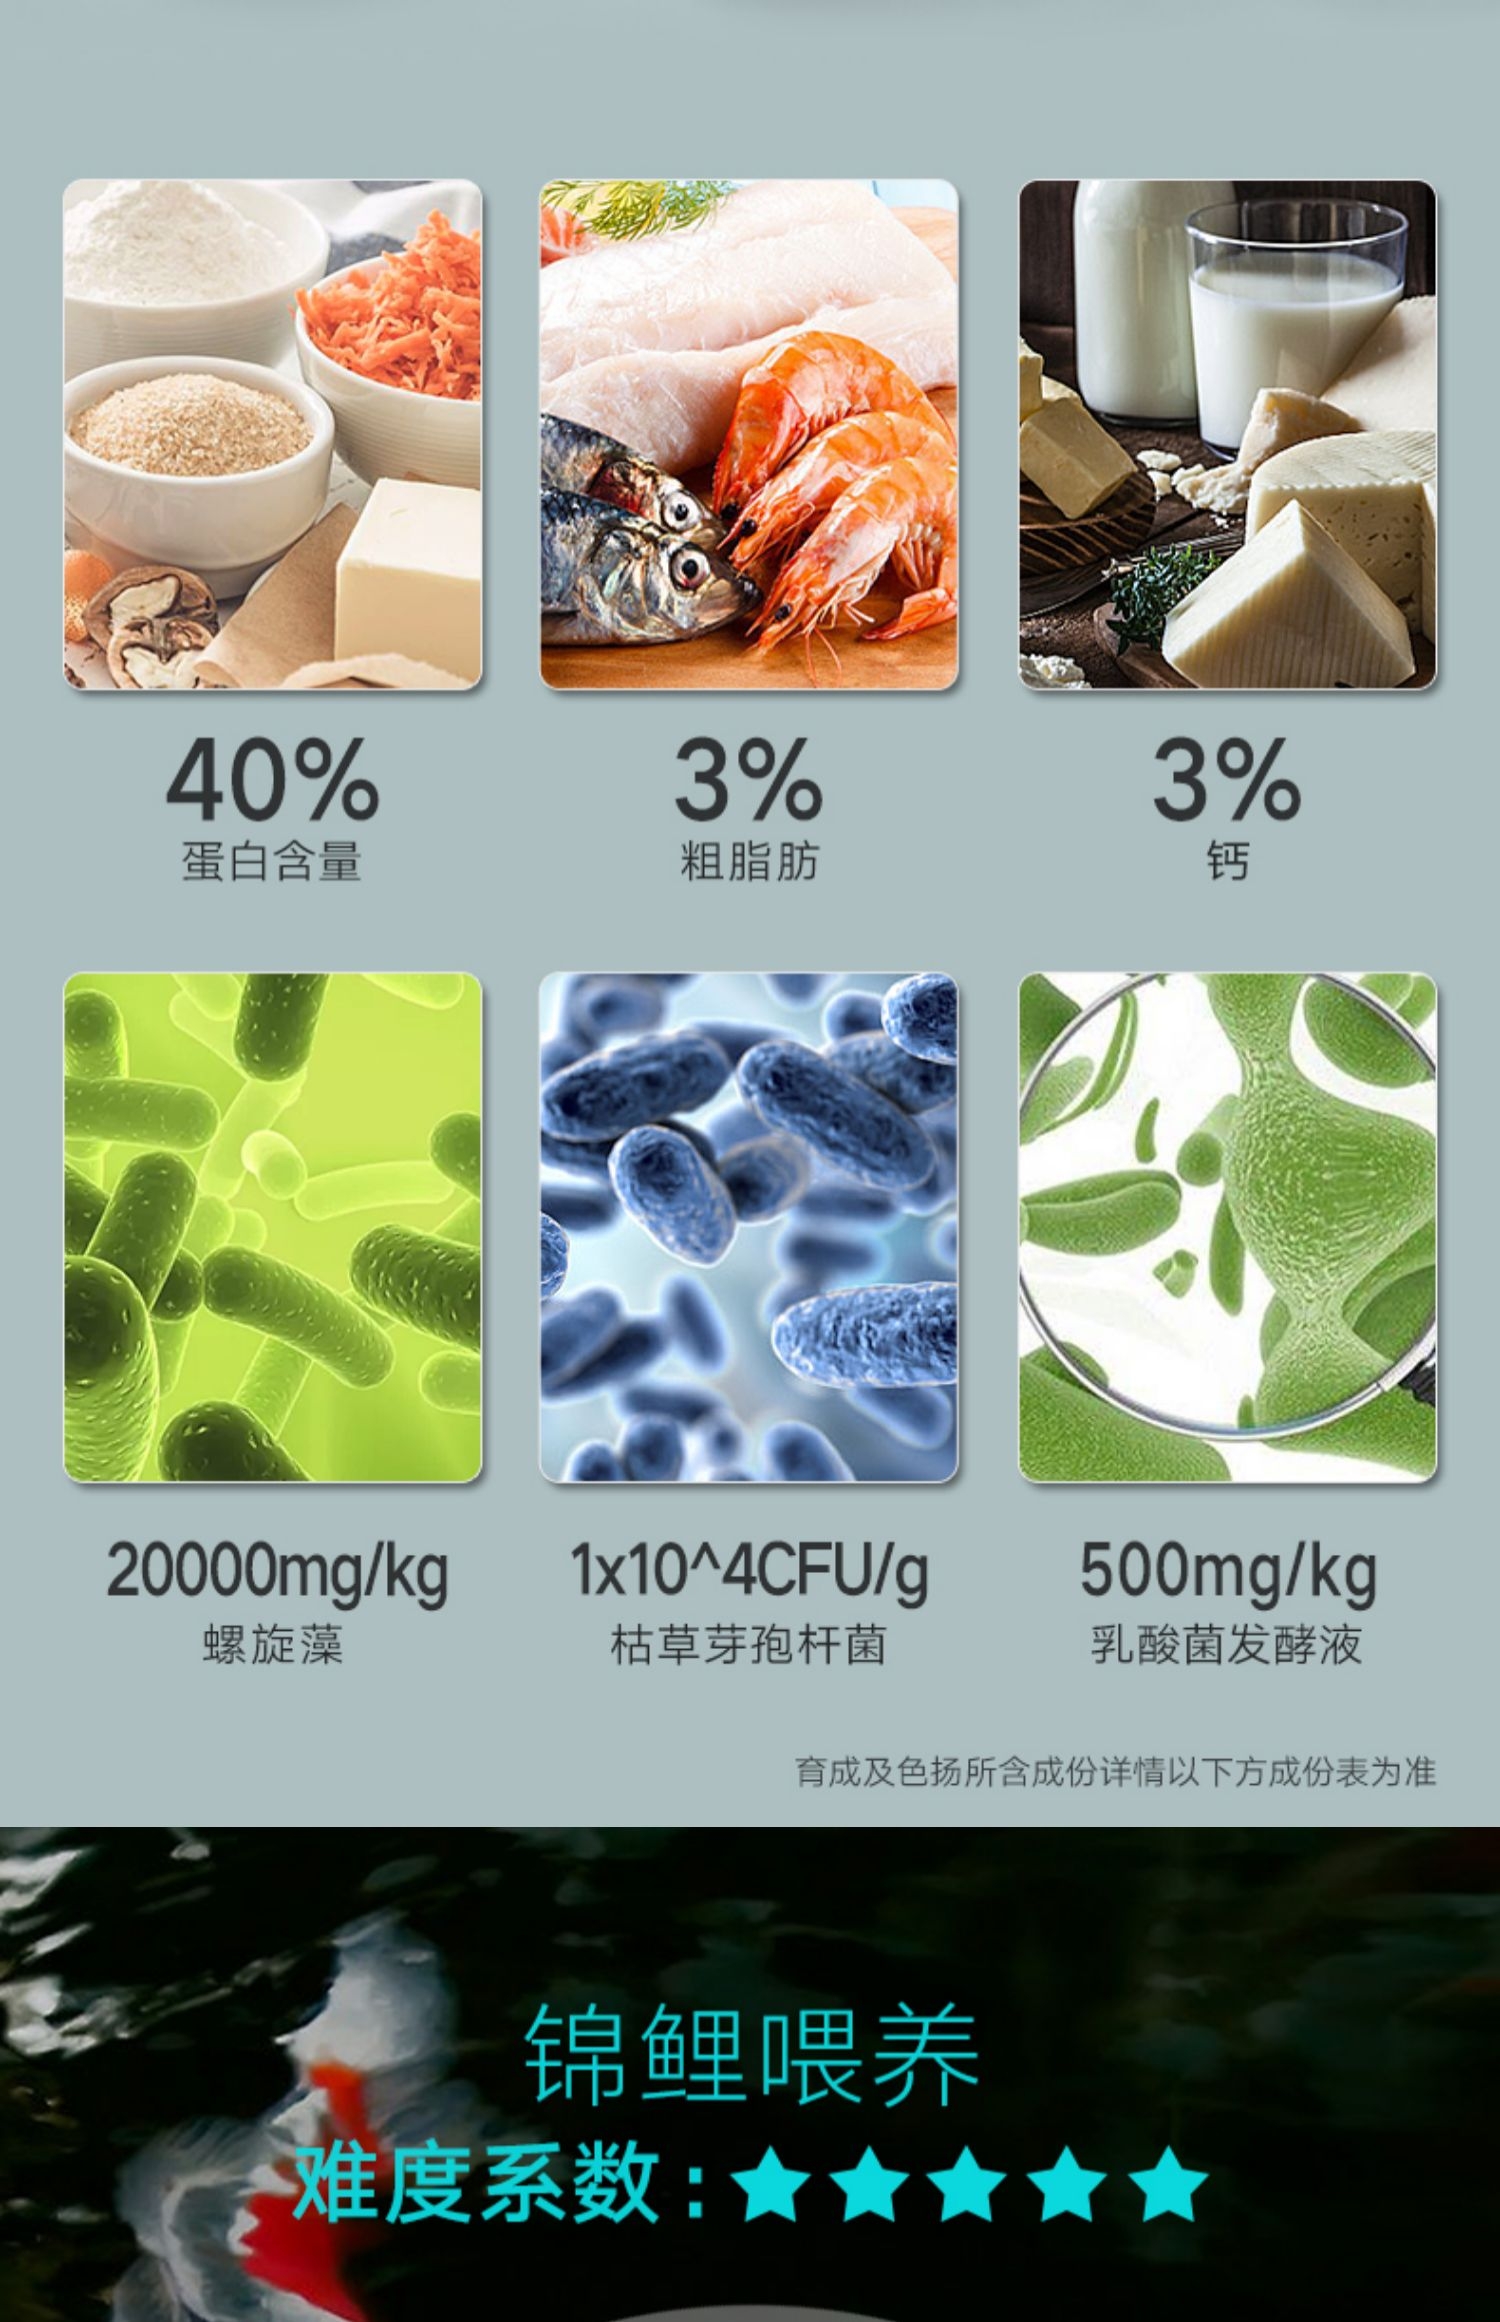 40%
蛋白含量
3%
粗脂肪
3%
钙
20000mg/kg
螺旋藻
1x10^4CFU/g
枯草芽孢杆菌
500mg/kg
乳酸菌发酵液
育成及色扬所含成份详情以下方成份表为准
锦鲤喂养
难度系数:★★★★★